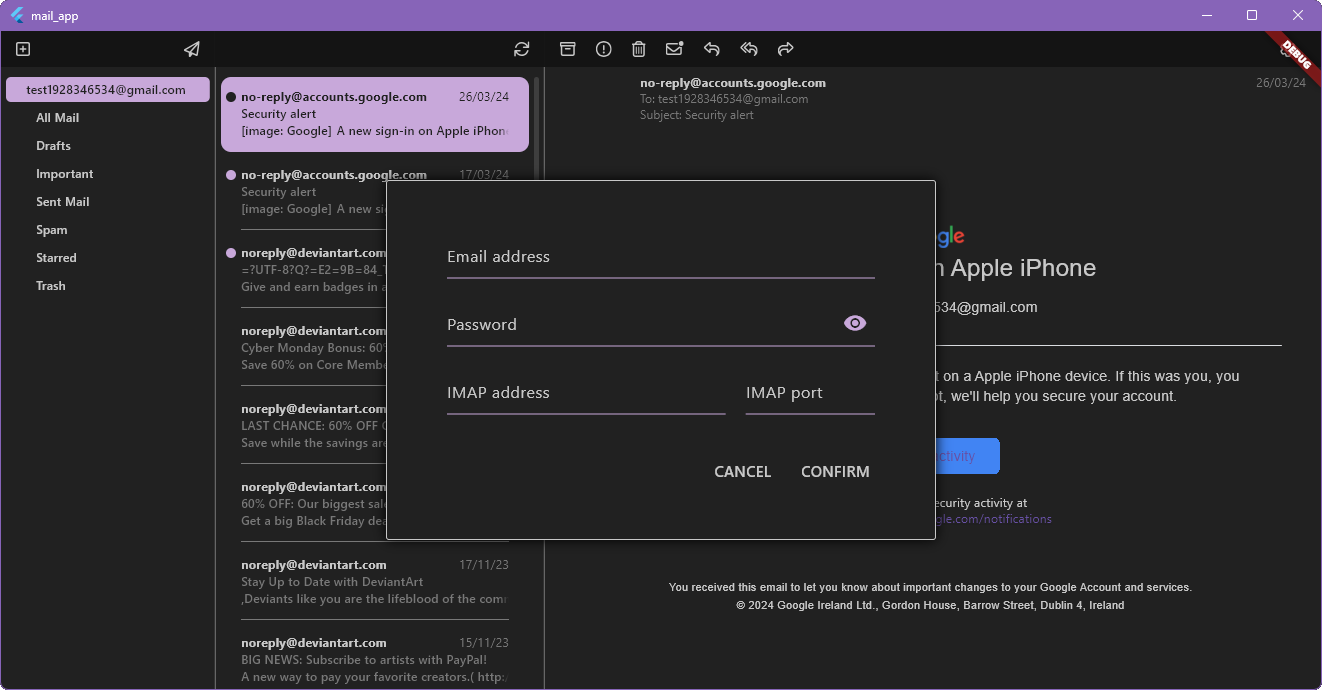 mail_app
DEBUG
test1928346534@gmail.com
All Mail
Drafts
Important
Sent Mail
Spam
Starred
Trash
no-reply@accounts.google.com 26/03/24
Security alert
[image: Google] A new sign-in on Apple iPhon
no-reply@accounts.google.com 17/03/24
Security alert
[image: Google] A new si
noreply@deviantart.com
=?UTF-8?Q?=E2=9B=84_
Give and earn badges in a
noreply@deviantart.com
Cyber Monday Bonus: 60%
Save 60% on Core Membe
noreply@deviantart.com
LAST CHANCE: 60% OFF
Save while the savings are
noreply@deviantart.com
60% OFF: Our biggest sale
Get a big Black Friday dea
noreply@deviantart.com 17/11/23
Stay Up to Date with DeviantArt
,Deviants like you are the lifeblood of the com
noreply@deviantart.com 15/11/23
BIG NEWS: Subscribe to artists with PayPal!
A new way to pay your favorite creators.( http:/
no-reply@accounts.google.com 26/03/24
To: test1928346534@gmail.com
Subject: Security alert
gle
n Apple iPhone
534@gmail.com
t on a Apple iPhone device. If this was you, you
ot, we'll help you secure your account.
activity
ecurity activity at
gle.com/notifications
You received this email to let you know about important changes to your Google Account and services.
© 2024 Google Ireland Ltd., Gordon House, Barrow Street, Dublin 4, Ireland
Email address
Password
IMAP address IMAP port
CANCEL CONFIRM